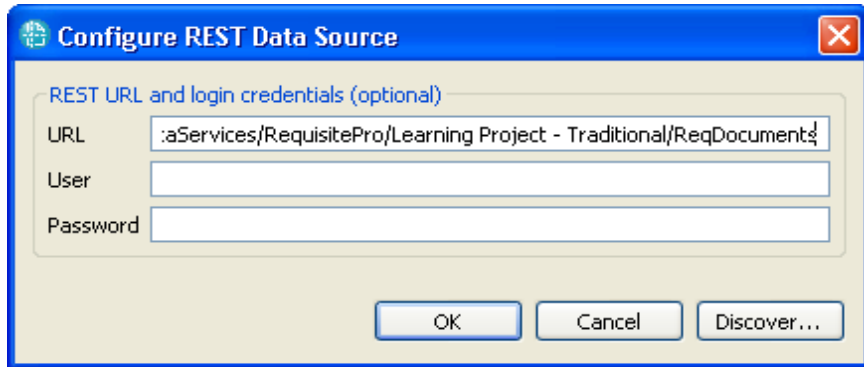 Configure REST Data Source
REST URL and login credentials (optional)
URL :aServices/RequisitePro/Learning Project - Traditional/ReqDocuments
User
Password
OK Cancel Discover...